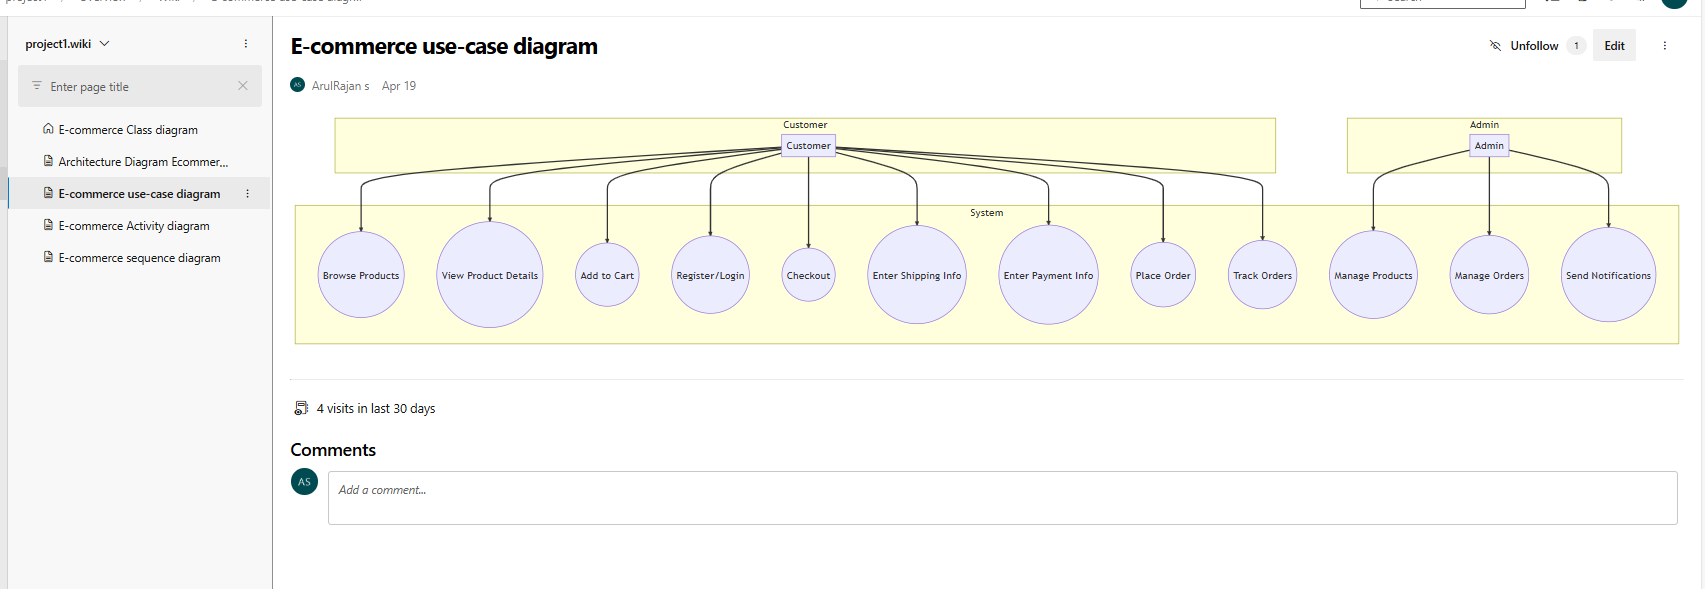 project1.wiki
Enter page title
E-commerce Class diagram
Architecture Diagram Ecommer...
E-commerce use-case diagram
E-commerce Activity diagram
E-commerce sequence diagram
E-commerce use-case diagram
Unfollow 1 Edit
AS ArulRajan s Apr 19
Customer
Customer
Admin
Admin
System
Browse Products
View Product Details
Add to Cart
Register/Login
Checkout
Enter Shipping Info
Enter Payment Info
Place Order
Track Orders
Manage Products
Manage Orders
Send Notifications
4 visits in last 30 days
Comments
AS
Add a comment...